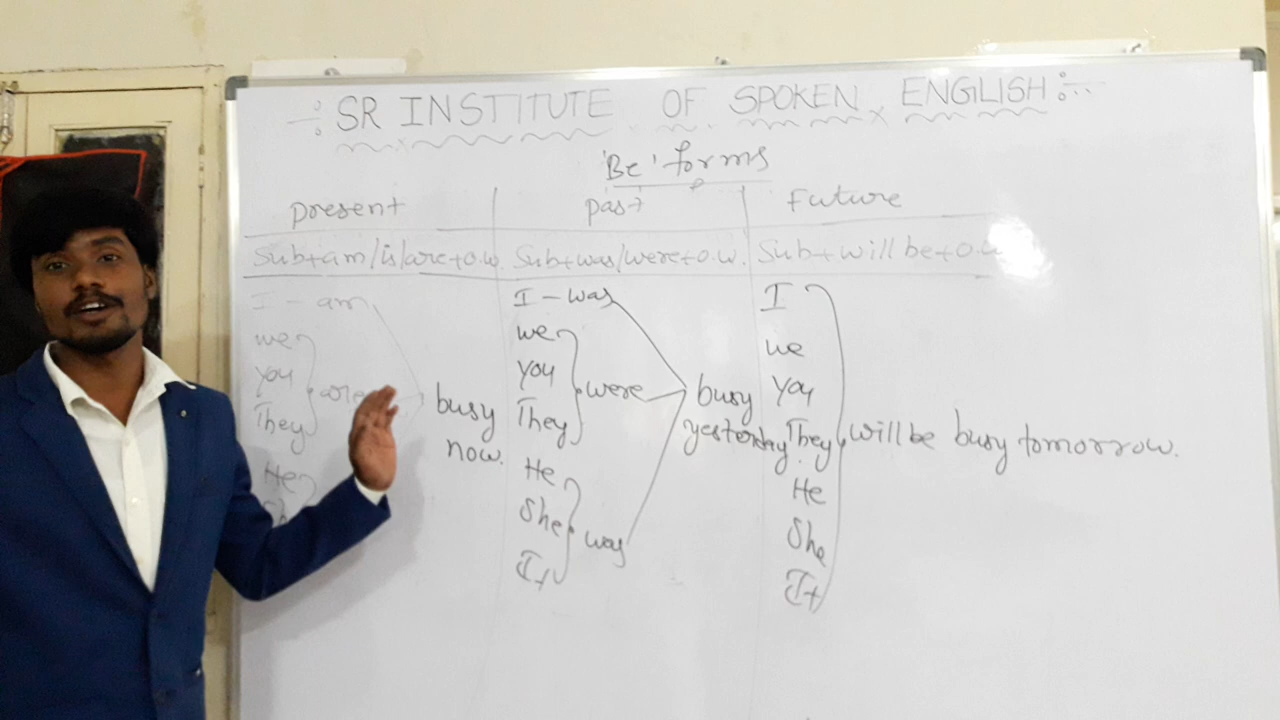 ÷ SR INSTITUTE OF SPOKEN ENGLISH ÷
'Be' forms
present past Future
Sub+am/is/are+o.w. Sub+was/were+o.w. Sub+will be+o.w
I - am
we
you
They
are
He
busy
now.
I - was
we
you
They
were
He
She
It
was
busy
yesterday
I
we
you
They
He
She
It
will be busy tomorrow.